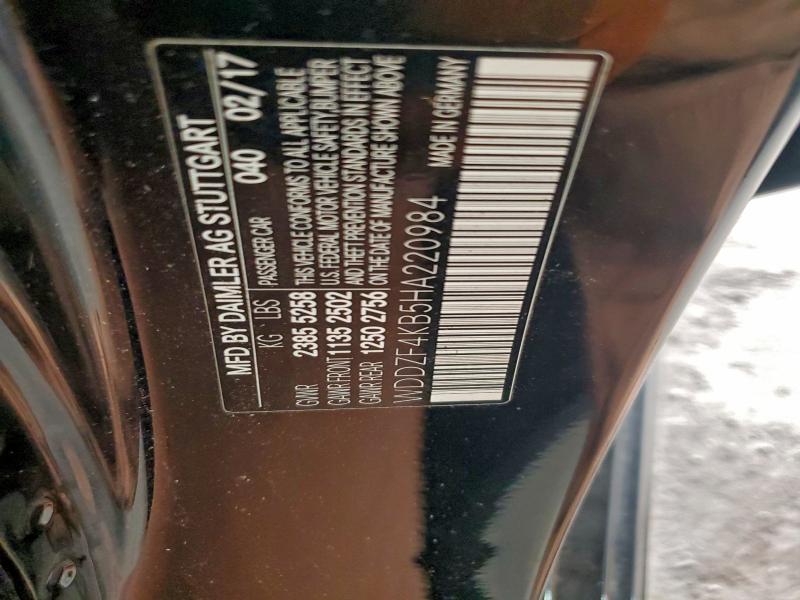 MFD BY DAIMLER AG STUTTGART
040 02/17
KG LBS PASSENGER CAR
GVWR 2385 5258 THIS VEHICLE CONFORMS TO ALL APPLICABLE
GAWR FRONT 1135 2502 U.S. FEDERAL MOTOR VEHICLE SAFETY, BUMPER
GAWR REAR 1250 2756 AND THEFT PREVENTION STANDARDS IN EFFECT
ON THE DATE OF MANUFACTURE SHOWN ABOVE
WDDZF4KB5HA220984 MADE IN GERMANY